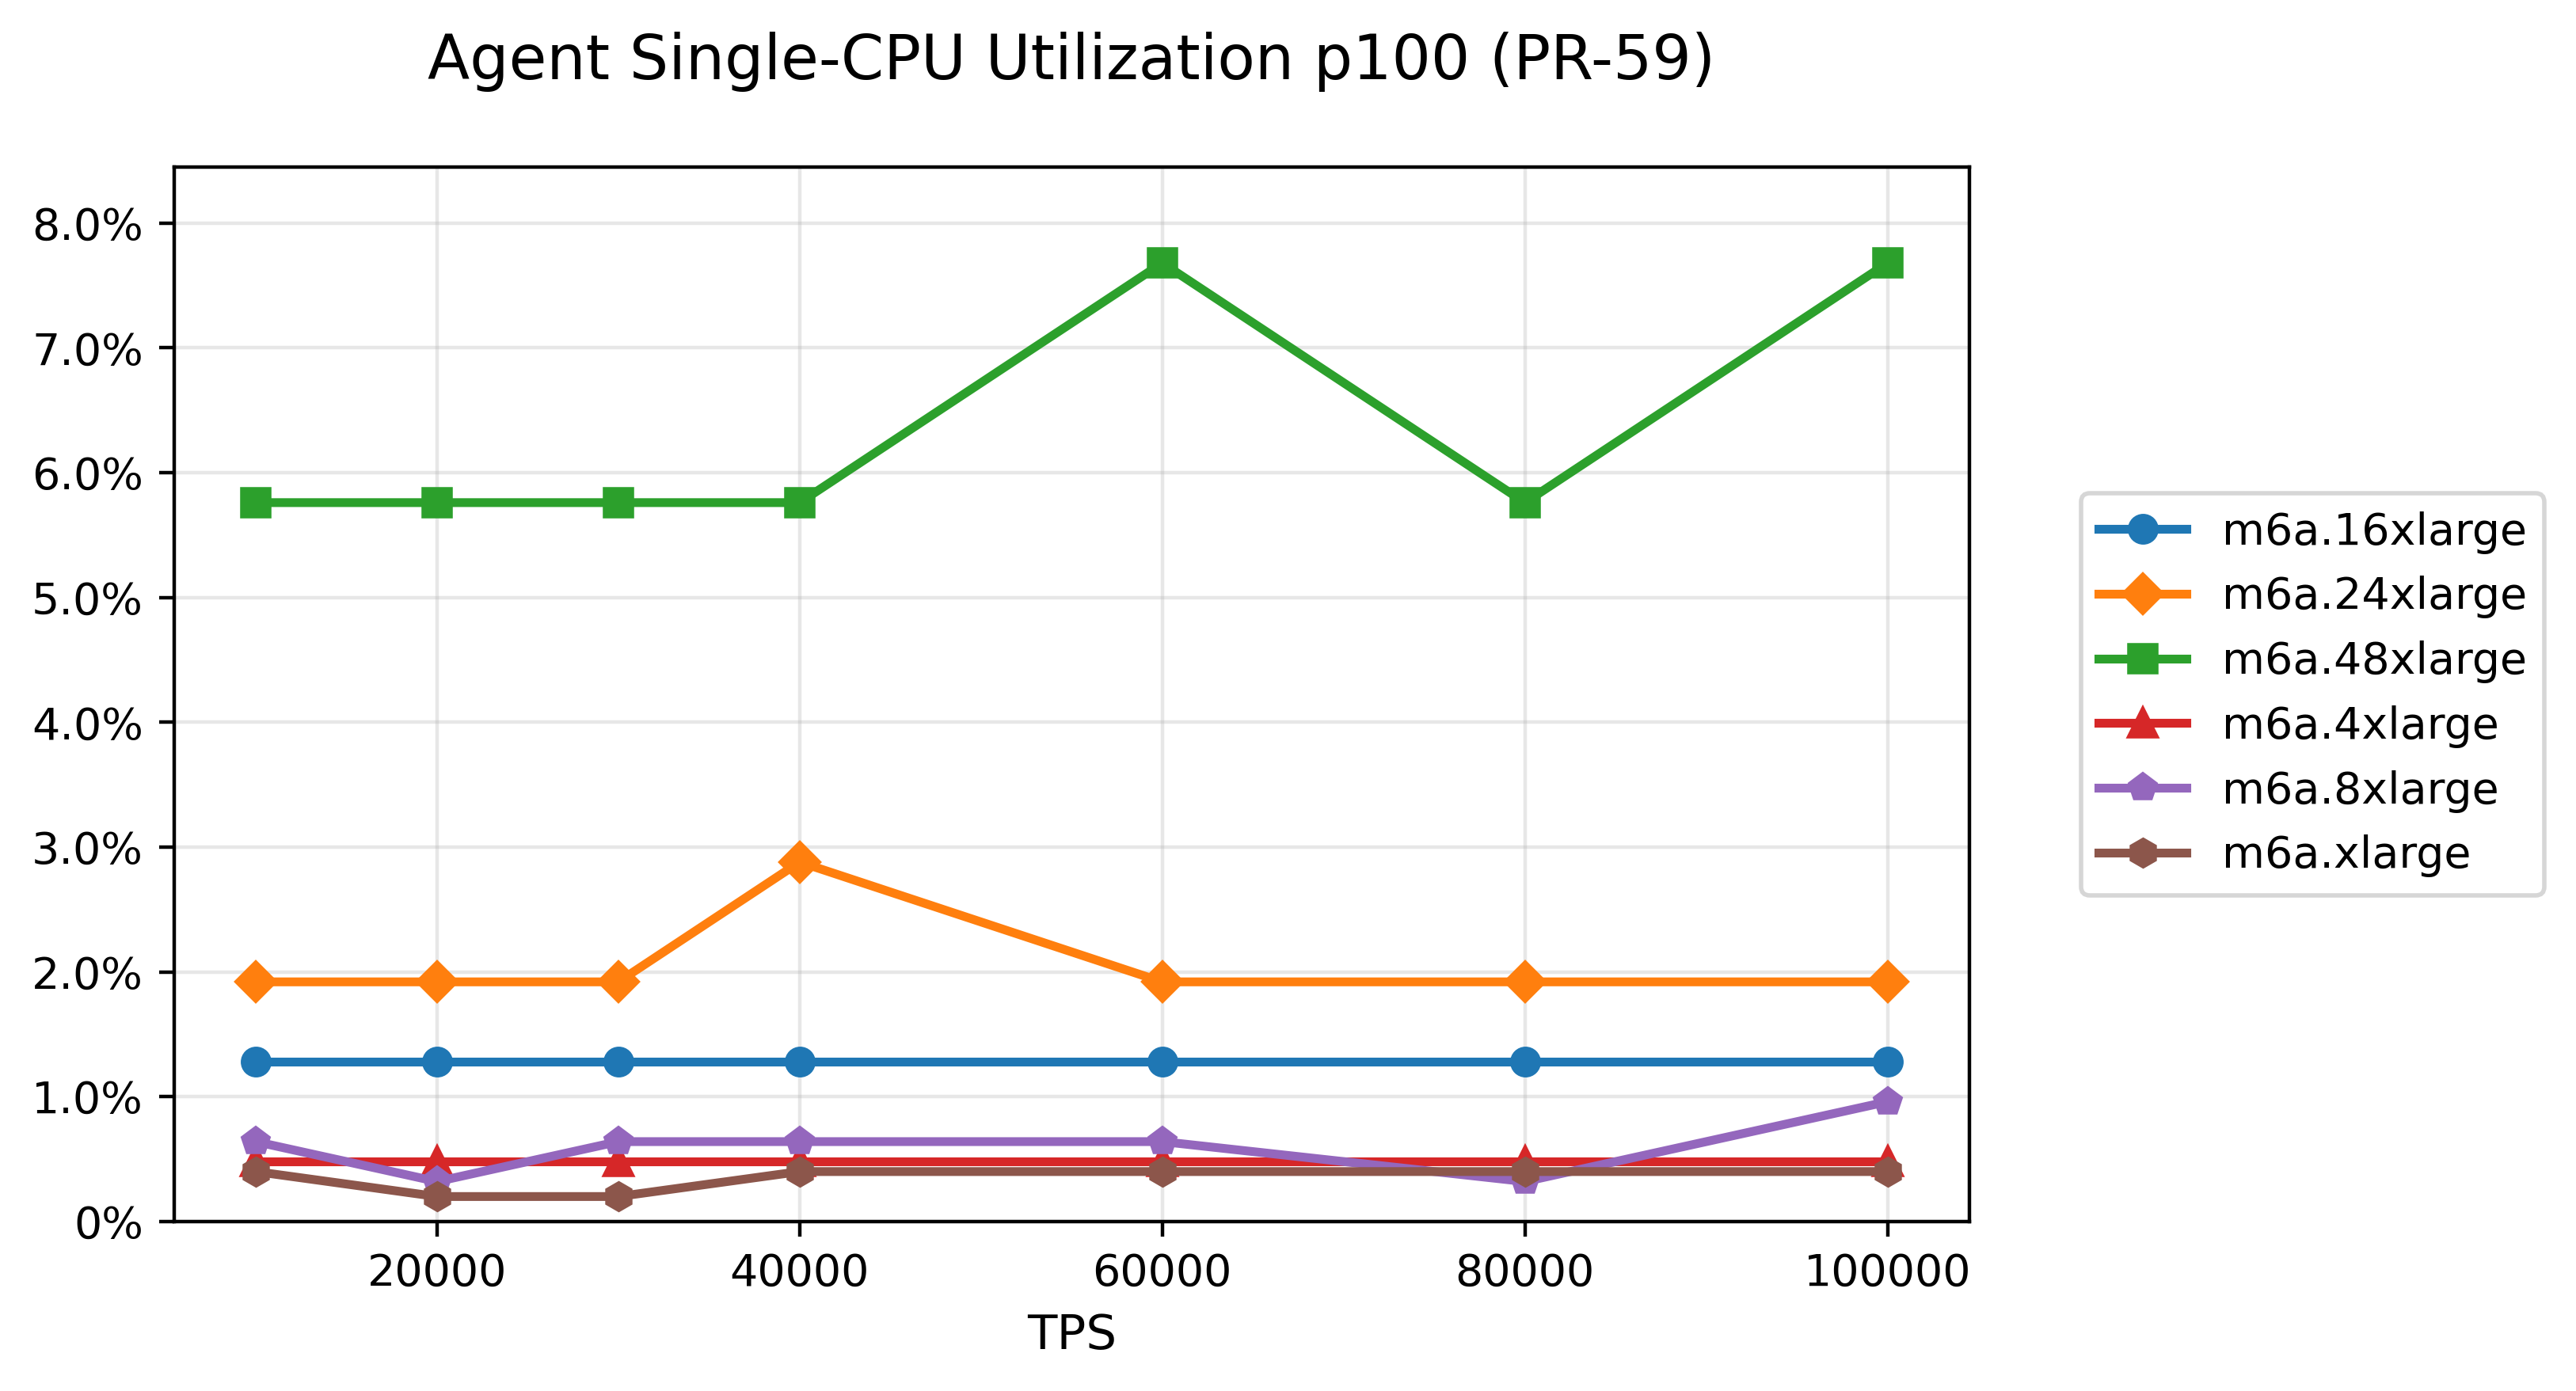 Agent Single-CPU Utilization p100 (PR-59)
8.0%
7.0%
6.0%
5.0%
4.0%
3.0%
2.0%
1.0%
0%
20000 40000 60000 80000 100000
TPS
m6a.16xlarge
m6a.24xlarge
m6a.48xlarge
m6a.4xlarge
m6a.8xlarge
m6a.xlarge